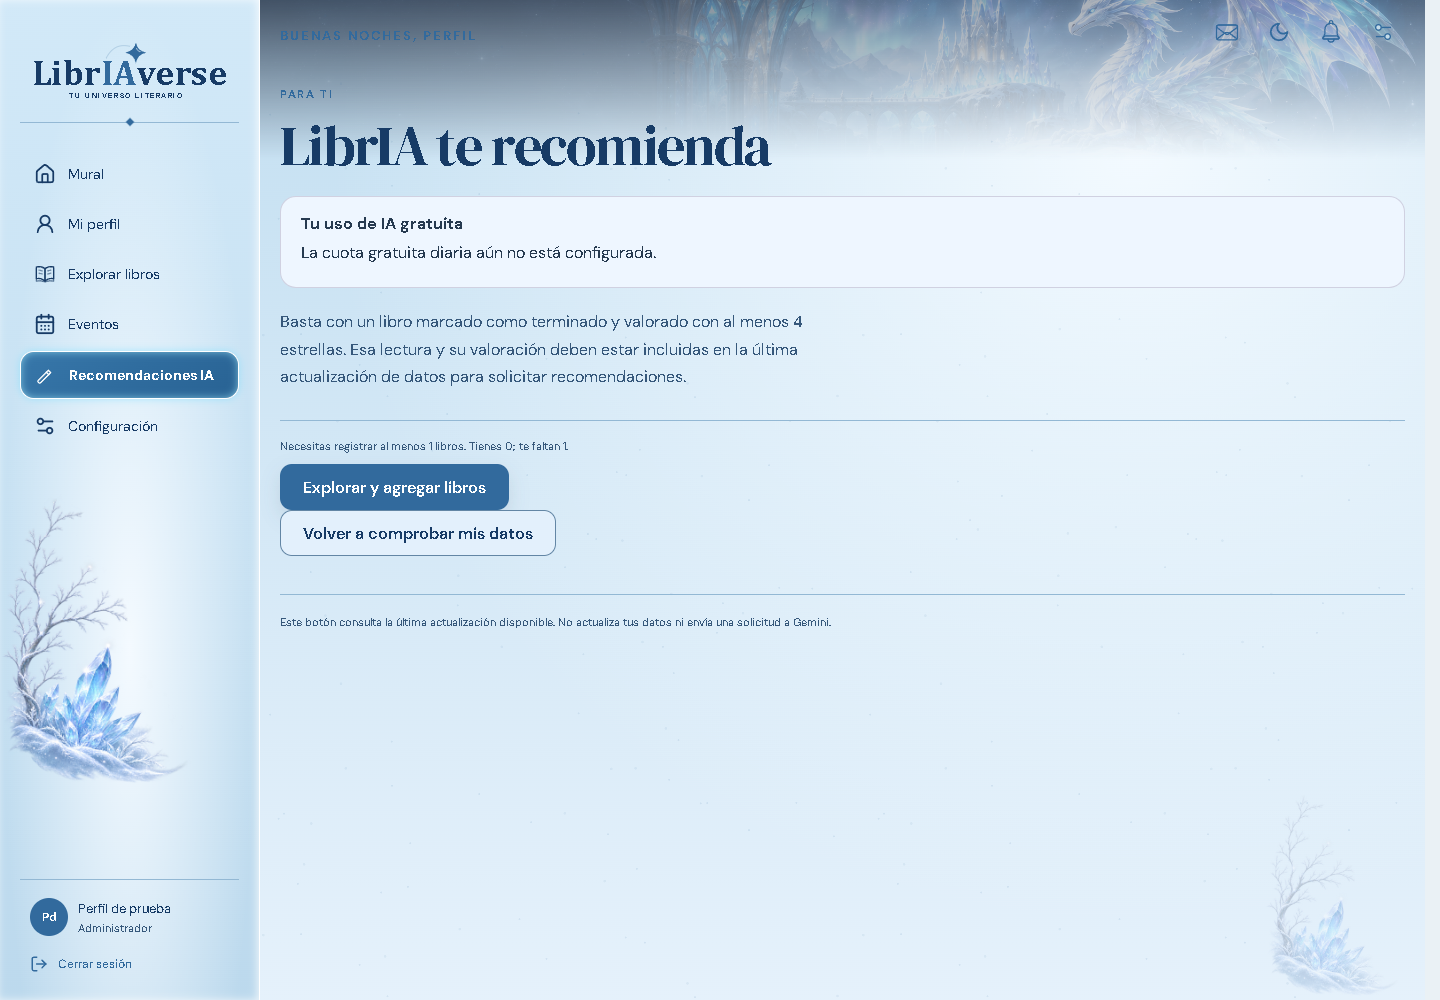 LibrIAverse
TU UNIVERSO LITERARIO
Mural
Mi perfil
Explorar libros
Eventos
Recomendaciones IA
Configuración
Pd
Perfil de prueba
Administrador
Cerrar sesión
BUENAS NOCHES, PERFIL
PARA TI
LibrIA te recomienda
Tu uso de IA gratuita
La cuota gratuita diaria aún no está configurada.
Basta con un libro marcado como terminado y valorado con al menos 4
estrellas. Esa lectura y su valoración deben estar incluidas en la última
actualización de datos para solicitar recomendaciones.
Necesitas registrar al menos 1 libros. Tienes 0; te faltan 1.
Explorar y agregar libros
Volver a comprobar mis datos
Este botón consulta la última actualización disponible. No actualiza tus datos ni envía una solicitud a Gemini.